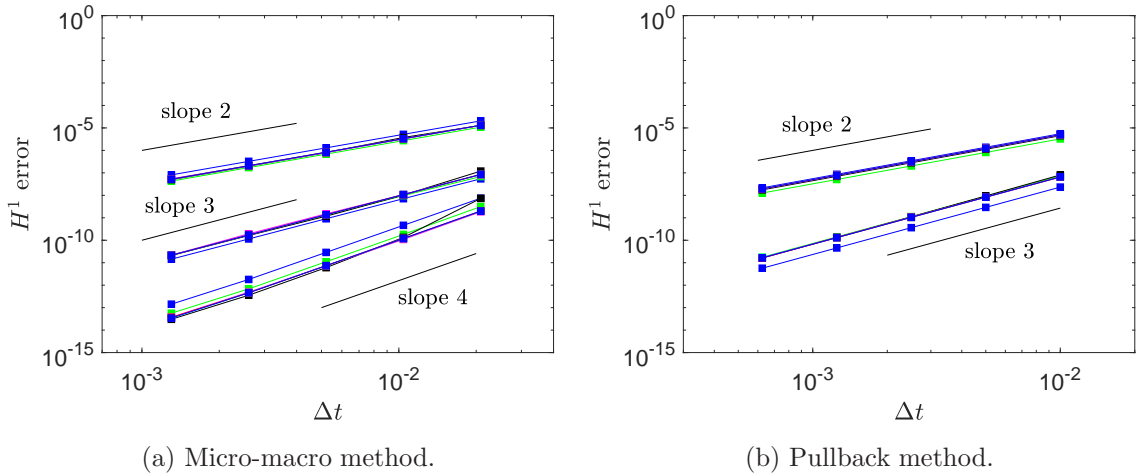 10^0
10^-5
10^-10
10^-15
H^1 error
slope 2
slope 3
slope 4
10^-3
10^-2
Δt
(a) Micro-macro method.
10^0
10^-5
10^-10
10^-15
H^1 error
slope 2
slope 3
10^-3
10^-2
Δt
(b) Pullback method.